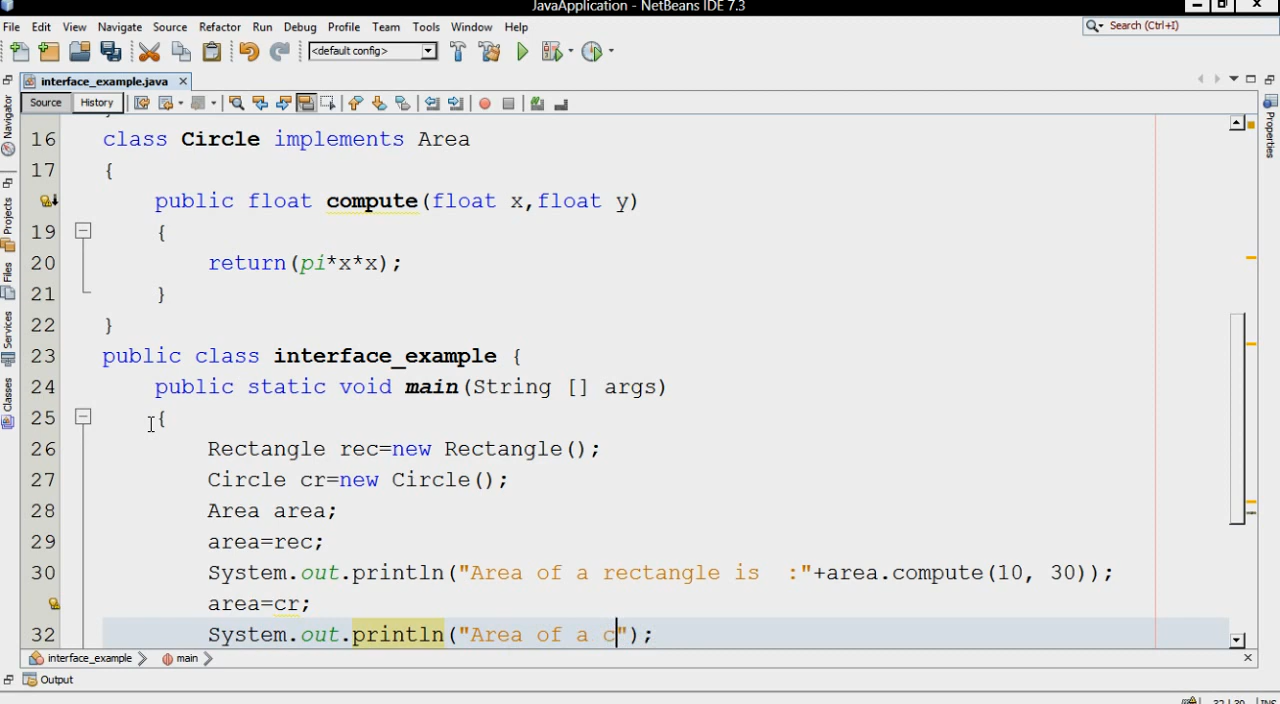 JavaApplication - NetBeans IDE 7.3
File Edit View Navigate Source Refactor Run Debug Profile Team Tools Window Help
Search (Ctrl+I)
<default config>
interface_example.java
Source History
Navigator
Projects
Files
Services
Classes
Properties
16 class Circle implements Area
17 {
public float compute(float x,float y)
19 {
20 return(pi*x*x);
21 }
22 }
23 public class interface_example {
24 public static void main(String [] args)
25 {
26 Rectangle rec=new Rectangle();
27 Circle cr=new Circle();
28 Area area;
29 area=rec;
30 System.out.println("Area of a rectangle is  :"+area.compute(10, 30));
area=cr;
32 System.out.println("Area of a c");
interface_example main
Output